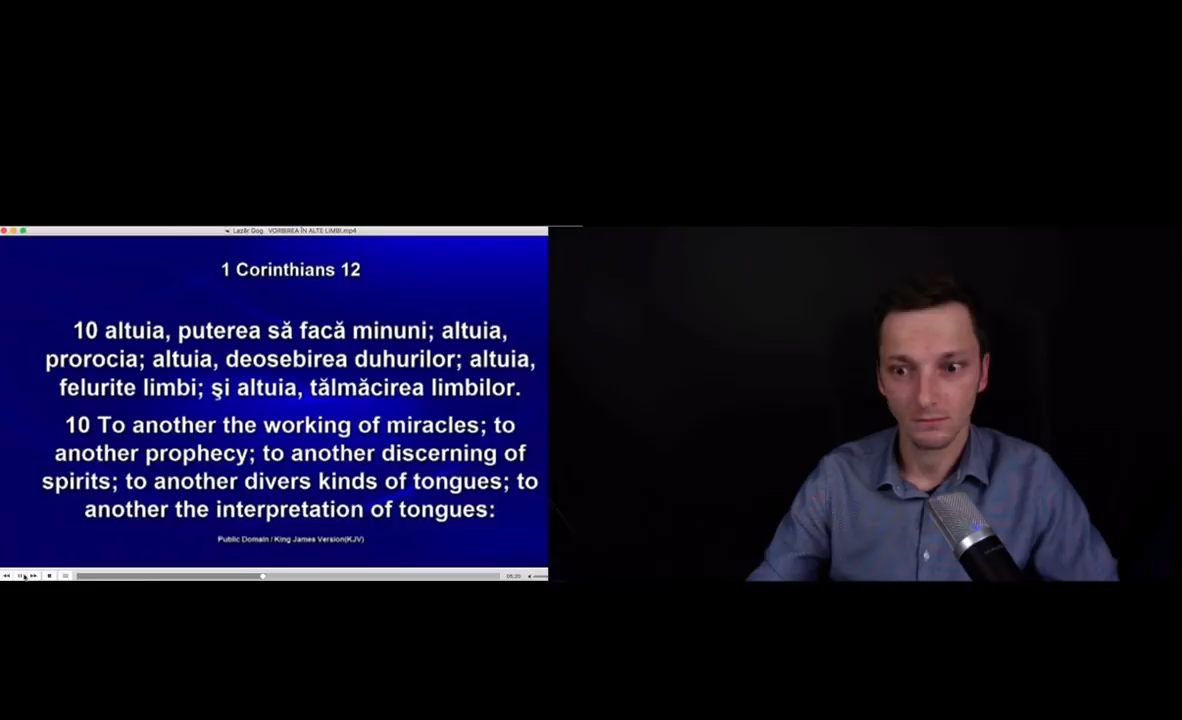 Lazăr Gog   VORBIREA ÎN ALTE LIMBI.mp4
1 Corinthians 12
10 altuia, puterea să facă minuni; altuia,
prorocia; altuia, deosebirea duhurilor; altuia,
felurite limbi; şi altuia, tălmăcirea limbilor.
10 To another the working of miracles; to
another prophecy; to another discerning of
spirits; to another divers kinds of tongues; to
another the interpretation of tongues:
Public Domain / King James Version(KJV)
05:20